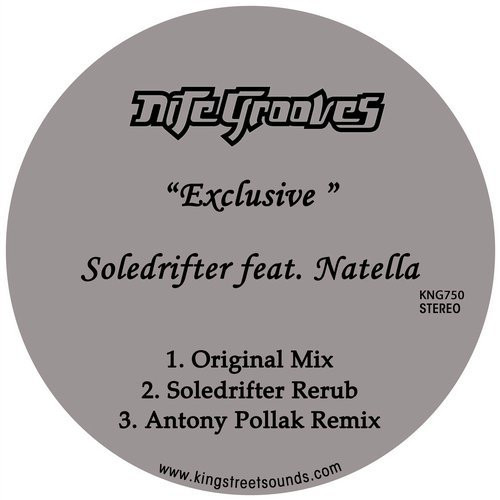 Nite Grooves
“Exclusive ”
Soledrifter feat. Natella
KNG750
STEREO
1. Original Mix
2. Soledrifter Rerub
3. Antony Pollak Remix
www.kingstreetsounds.com